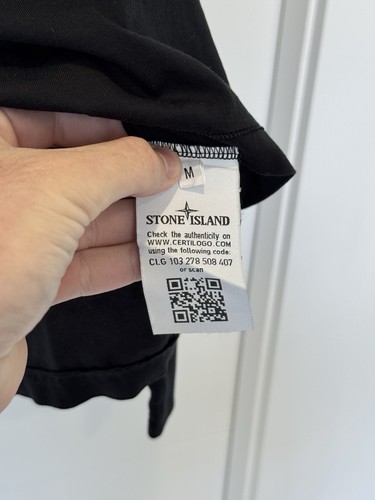 M
STONE ISLAND
Check the authenticity on
WWW.CERTILOGO.COM
using the following code:
CLG 103 278 508 407
or scan